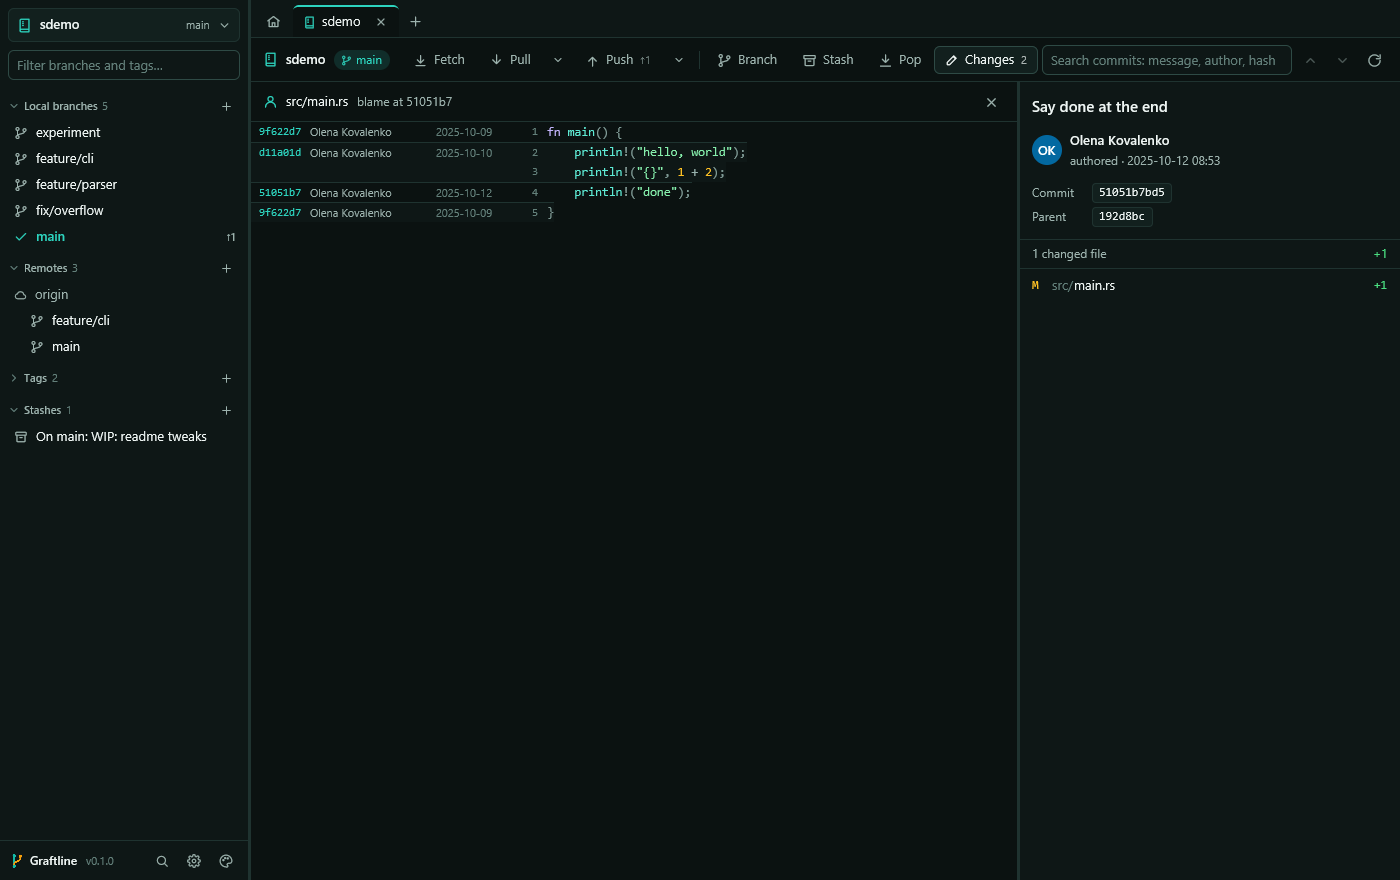 sdemo main
Filter branches and tags...
Local branches 5
experiment
feature/cli
feature/parser
fix/overflow
main ↑1
Remotes 3
origin
feature/cli
main
Tags 2
Stashes 1
On main: WIP: readme tweaks
Graftline v0.1.0
sdemo
sdemo main Fetch Pull Push ↑1 Branch Stash Pop Changes 2 Search commits: message, author, hash
src/main.rs blame at 51051b7
9f622d7 Olena Kovalenko 2025-10-09 1 fn main() {
d11a01d Olena Kovalenko 2025-10-10 2 println!("hello, world");
3 println!("{}", 1 + 2);
51051b7 Olena Kovalenko 2025-10-12 4 println!("done");
9f622d7 Olena Kovalenko 2025-10-09 5 }
Say done at the end
OK Olena Kovalenko
authored · 2025-10-12 08:53
Commit 51051b7bd5
Parent 192d8bc
1 changed file +1
M src/main.rs +1